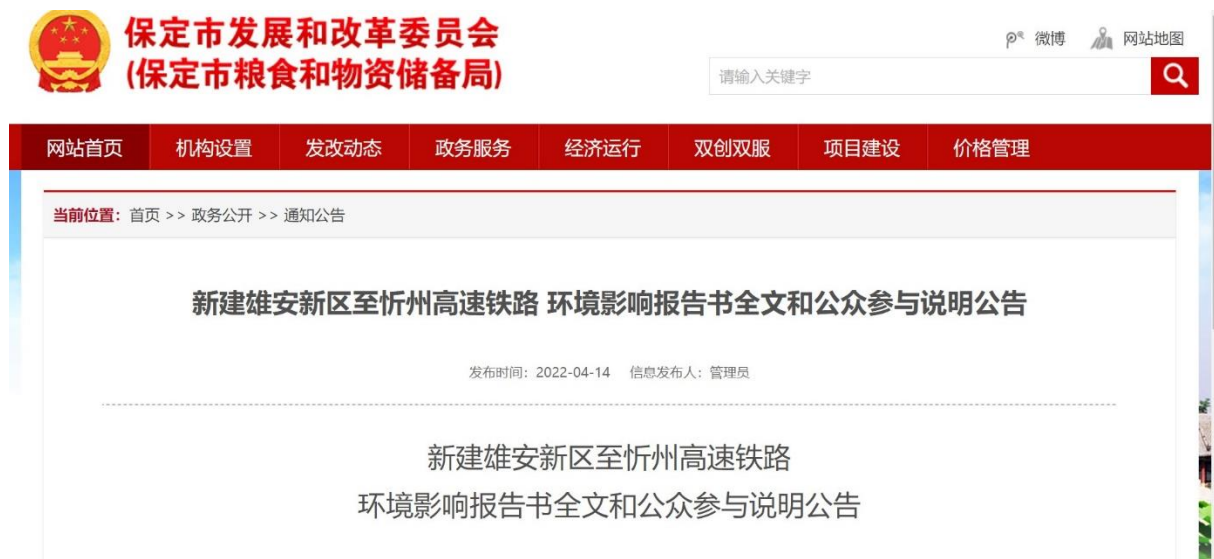 保定市发展和改革委员会
(保定市粮食和物资储备局)
微博 网站地图
请输入关键字
网站首页 机构设置 发改动态 政务服务 经济运行 双创双服 项目建设 价格管理
当前位置：首页 >> 政务公开 >> 通知公告
新建雄安新区至忻州高速铁路 环境影响报告书全文和公众参与说明公告
发布时间：2022-04-14 信息发布人：管理员
新建雄安新区至忻州高速铁路
环境影响报告书全文和公众参与说明公告